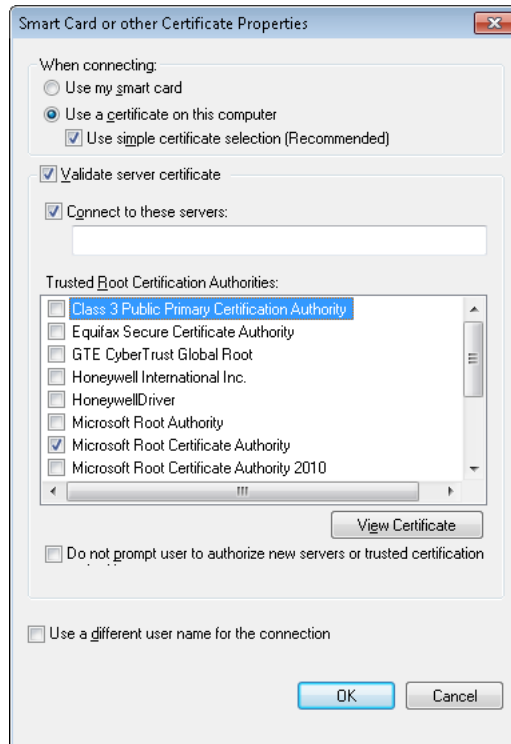 Smart Card or other Certificate Properties
When connecting:
Use my smart card
Use a certificate on this computer
Use simple certificate selection (Recommended)
Validate server certificate
Connect to these servers:
Trusted Root Certification Authorities:
Class 3 Public Primary Certification Authority
Equifax Secure Certificate Authority
GTE CyberTrust Global Root
Honeywell International Inc.
HoneywellDriver
Microsoft Root Authority
Microsoft Root Certificate Authority
Microsoft Root Certificate Authority 2010
View Certificate
Do not prompt user to authorize new servers or trusted certification
Use a different user name for the connection
OK Cancel